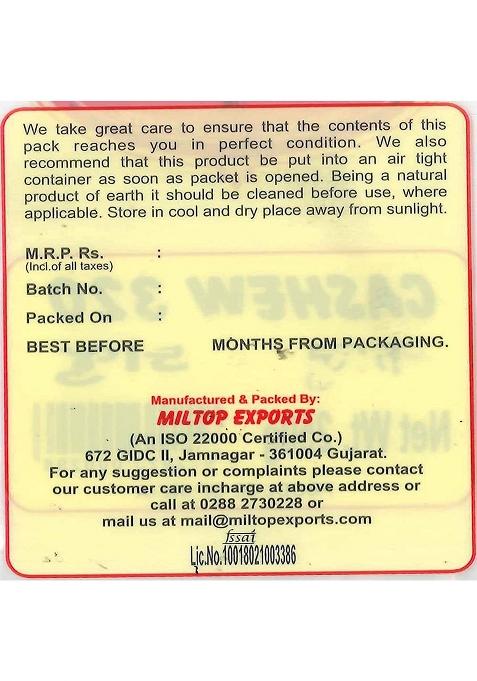 We take great care to ensure that the contents of this
pack reaches you in perfect condition. We also
recommend that this product be put into an air tight
container as soon as packet is opened. Being a natural
product of earth it should be cleaned before use, where
applicable. Store in cool and dry place away from sunlight.
M.R.P. Rs. :
(Incl.of all taxes)
Batch No. :
Packed On :
BEST BEFORE MONTHS FROM PACKAGING.
CASHEW 32
Net Wt.
Manufactured & Packed By:
MILTOP EXPORTS
(An ISO 22000 Certified Co.)
672 GIDC II, Jamnagar - 361004 Gujarat.
For any suggestion or complaints please contact
our customer care incharge at above address or
call at 0288 2730228 or
mail us at mail@miltopexports.com
fssai
Lic.No.10018021003386